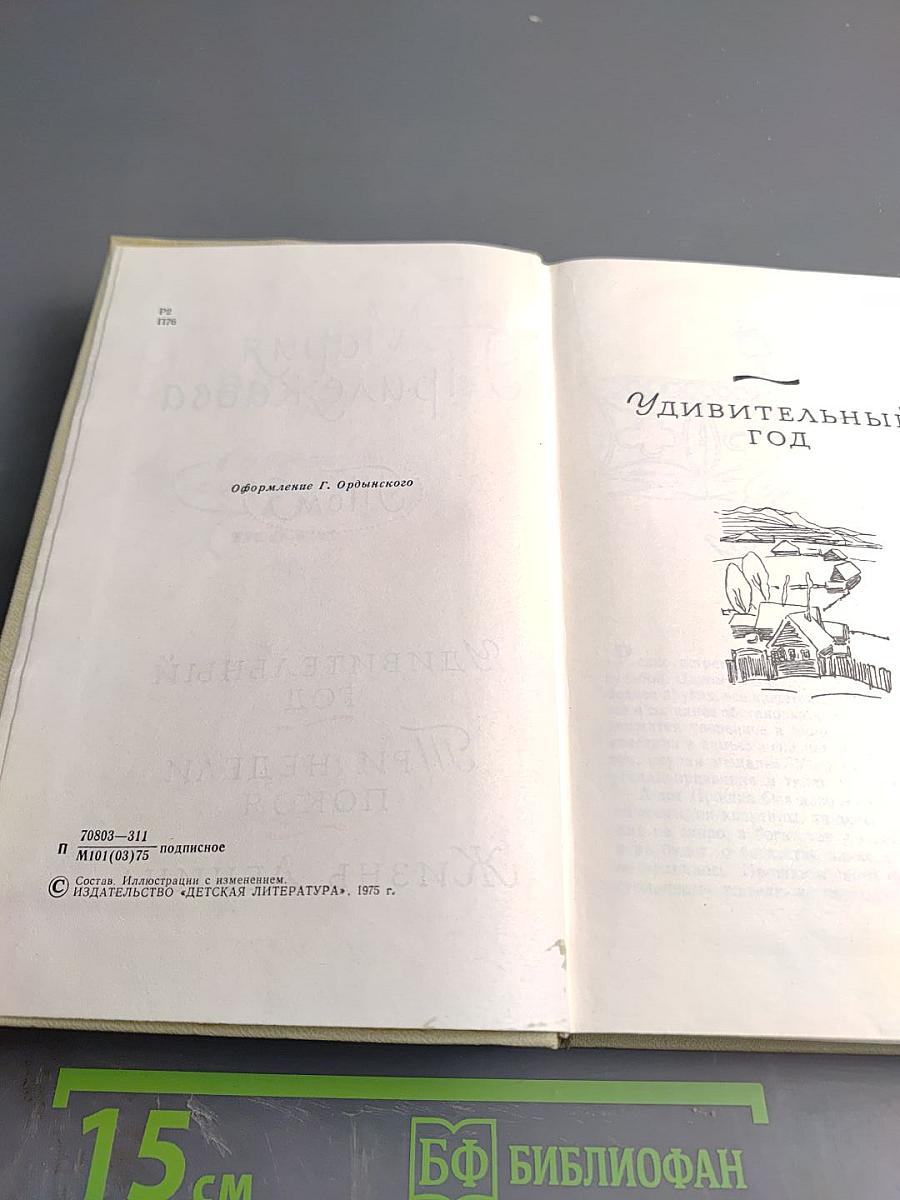 Р2
П76
Оформление Г. Ордынского
П 70803—311
М101(03)75 подписное
© Состав. Иллюстрации с изменением.
ИЗДАТЕЛЬСТВО «ДЕТСКАЯ ЛИТЕРАТУРА», 1975 г.
УДИВИТЕЛЬНЫЙ
ГОД
15 см
БФ БИБЛИОФАН